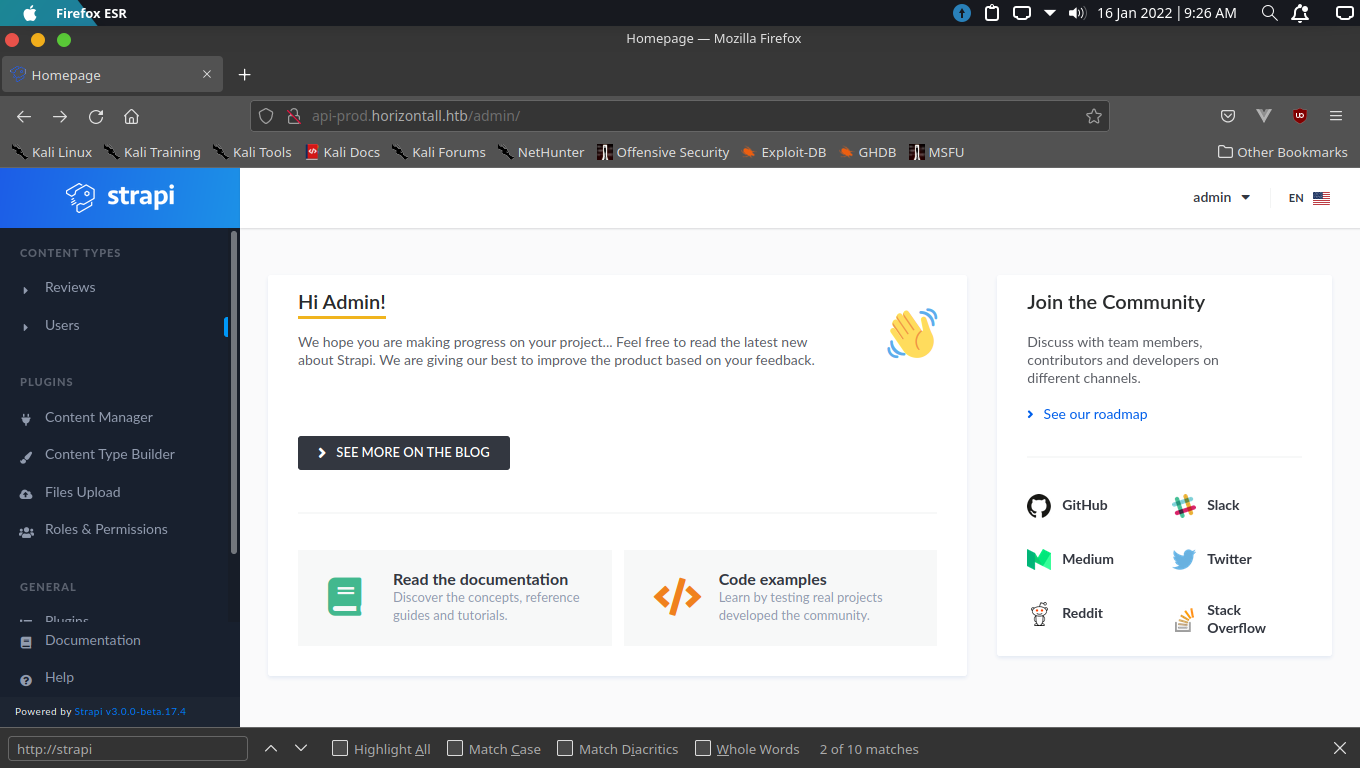 Firefox ESR
16 Jan 2022 | 9:26 AM
Homepage — Mozilla Firefox
Homepage
api-prod.horizontall.htb/admin/
Kali Linux Kali Training Kali Tools Kali Docs Kali Forums NetHunter Offensive Security Exploit-DB GHDB MSFU Other Bookmarks
strapi
admin EN
CONTENT TYPES
Reviews
Users
PLUGINS
Content Manager
Content Type Builder
Files Upload
Roles & Permissions
GENERAL
Plugins
Documentation
Help
Powered by Strapi v3.0.0-beta.17.4
Hi Admin!
We hope you are making progress on your project... Feel free to read the latest new
about Strapi. We are giving our best to improve the product based on your feedback.
SEE MORE ON THE BLOG
Read the documentation
Discover the concepts, reference
guides and tutorials.
Code examples
Learn by testing real projects
developed the community.
Join the Community
Discuss with team members,
contributors and developers on
different channels.
See our roadmap
GitHub
Slack
Medium
Twitter
Reddit
Stack
Overflow
http://strapi Highlight All Match Case Match Diacritics Whole Words 2 of 10 matches